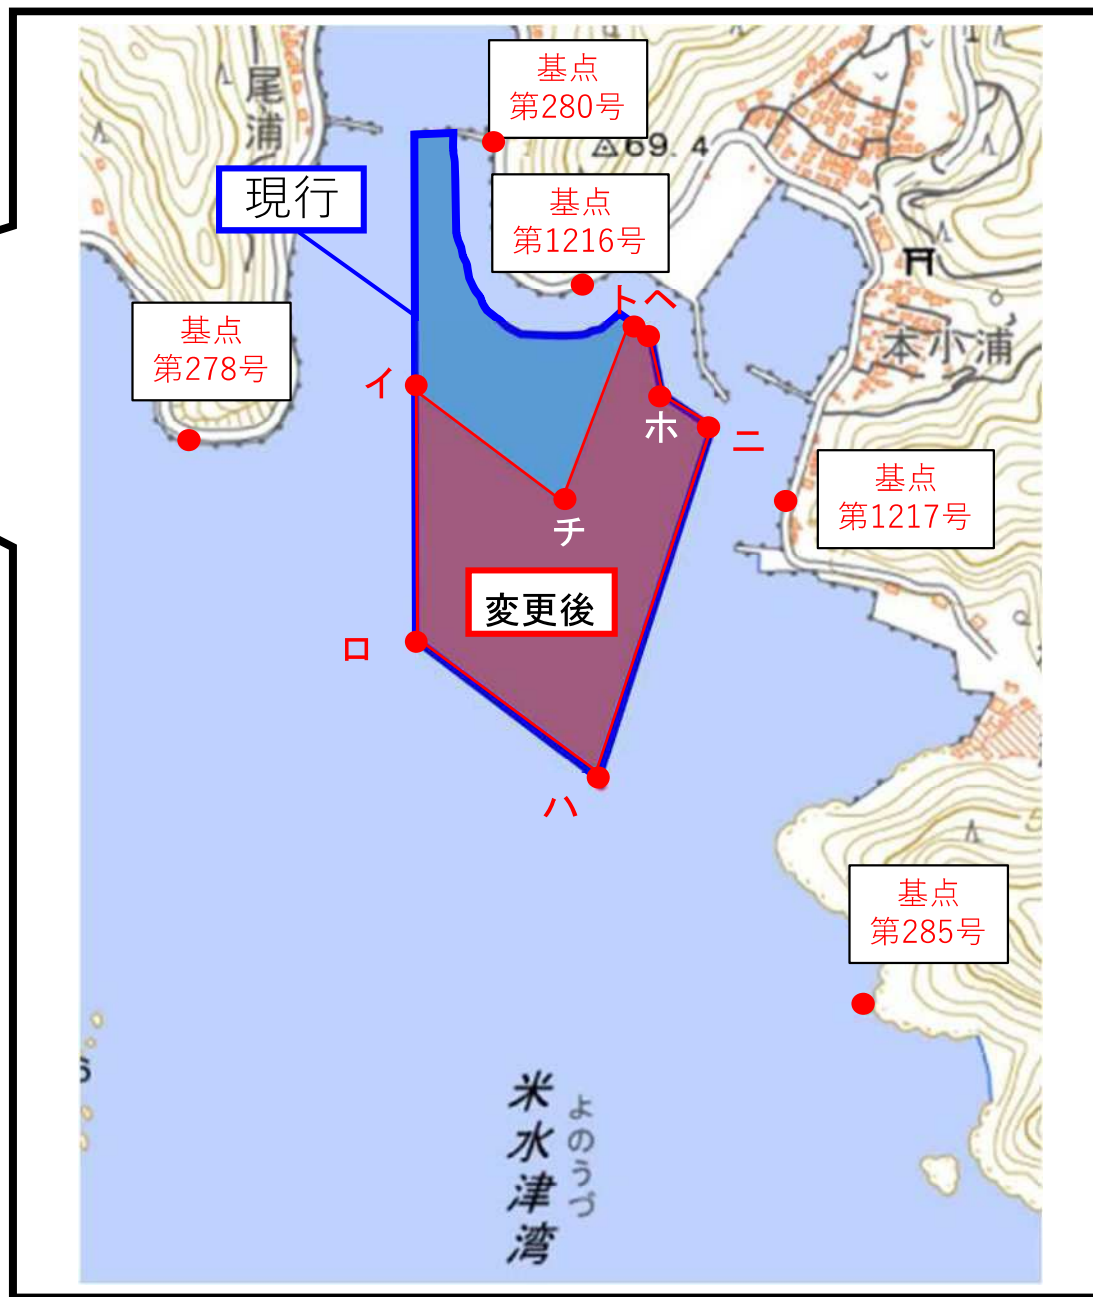 尾浦
基点
第280号
69.4
現行
基点
第1216号
基点
第278号
ト
ヘ
本小浦
イ
ホ
ニ
基点
第1217号
チ
変更後
ロ
ハ
基点
第285号
米水津湾
よのうづ